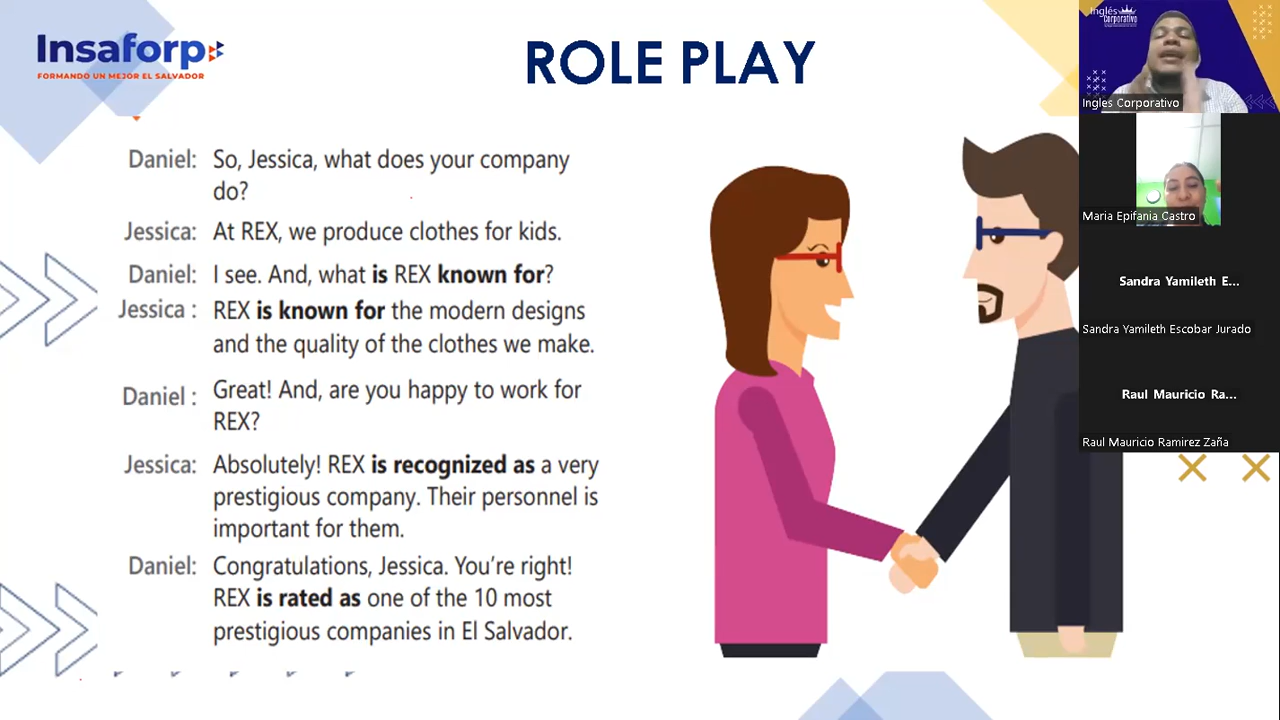 Insaforp
FORMANDO UN MEJOR EL SALVADOR
ROLE PLAY
Daniel: So, Jessica, what does your company
do?
Jessica: At REX, we produce clothes for kids.
Daniel: I see. And, what is REX known for?
Jessica : REX is known for the modern designs
and the quality of the clothes we make.
Daniel : Great! And, are you happy to work for
REX?
Jessica: Absolutely! REX is recognized as a very
prestigious company. Their personnel is
important for them.
Daniel: Congratulations, Jessica. You're right!
REX is rated as one of the 10 most
prestigious companies in El Salvador.
Inglés
Corporativo
Ingles Corporativo
Maria Epifania Castro
Sandra Yamileth E...
Sandra Yamileth Escobar Jurado
Raul Mauricio Ra...
Raul Mauricio Ramirez Zaña